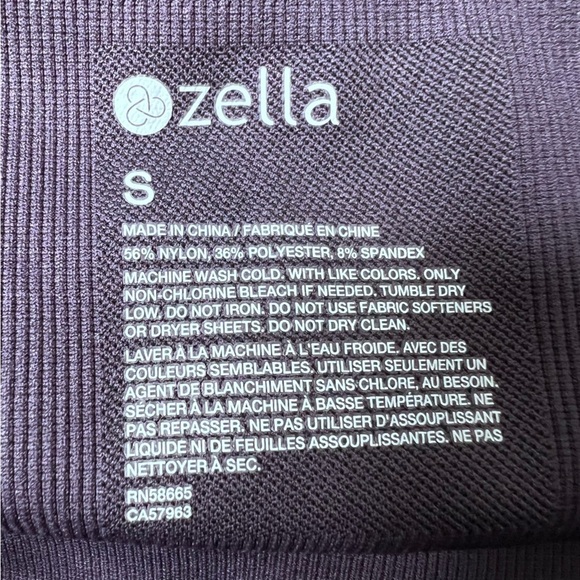 zella
S
MADE IN CHINA / FABRIQUÉ EN CHINE
56% NYLON, 36% POLYESTER, 8% SPANDEX
MACHINE WASH COLD. WITH LIKE COLORS. ONLY
NON-CHLORINE BLEACH IF NEEDED. TUMBLE DRY
LOW. DO NOT IRON. DO NOT USE FABRIC SOFTENERS
OR DRYER SHEETS. DO NOT DRY CLEAN.
LAVER À LA MACHINE À L'EAU FROIDE. AVEC DES
COULEURS SEMBLABLES. UTILISER SEULEMENT UN
AGENT DE BLANCHIMENT SANS CHLORE, AU BESOIN.
SÉCHER À LA MACHINE À BASSE TEMPÉRATURE. NE
PAS REPASSER. NE PAS UTILISER D'ASSOUPLISSANT
LIQUIDE NI DE FEUILLES ASSOUPLISSANTES. NE PAS
NETTOYER À SEC.
RN58665
CA57963